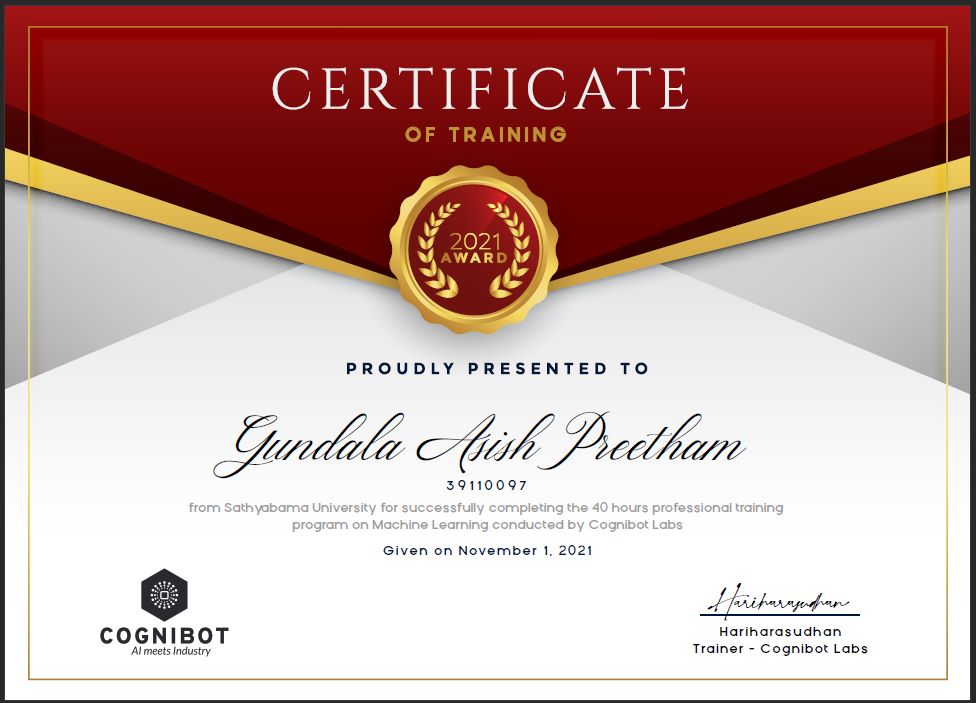 CERTIFICATE
OF TRAINING
2021
AWARD
PROUDLY PRESENTED TO
Gundala Asish Preetham
39110097
from Sathyabama University for successfully completing the 40 hours professional training
program on Machine Learning conducted by Cognibot Labs
Given on November 1, 2021
COGNIBOT
AI meets Industry
Hariharasudhan
Hariharasudhan
Trainer - Cognibot Labs